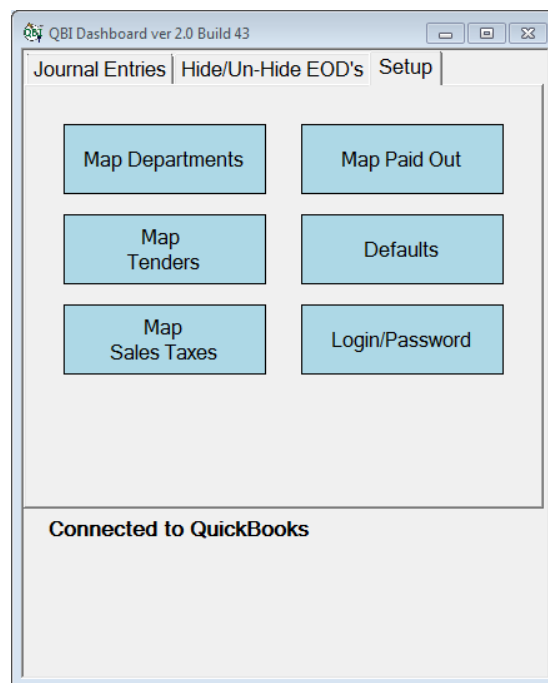 QBI Dashboard ver 2.0 Build 43
Journal Entries Hide/Un-Hide EOD's Setup
Map Departments Map Paid Out
Map
Tenders
Defaults
Map
Sales Taxes
Login/Password
Connected to QuickBooks